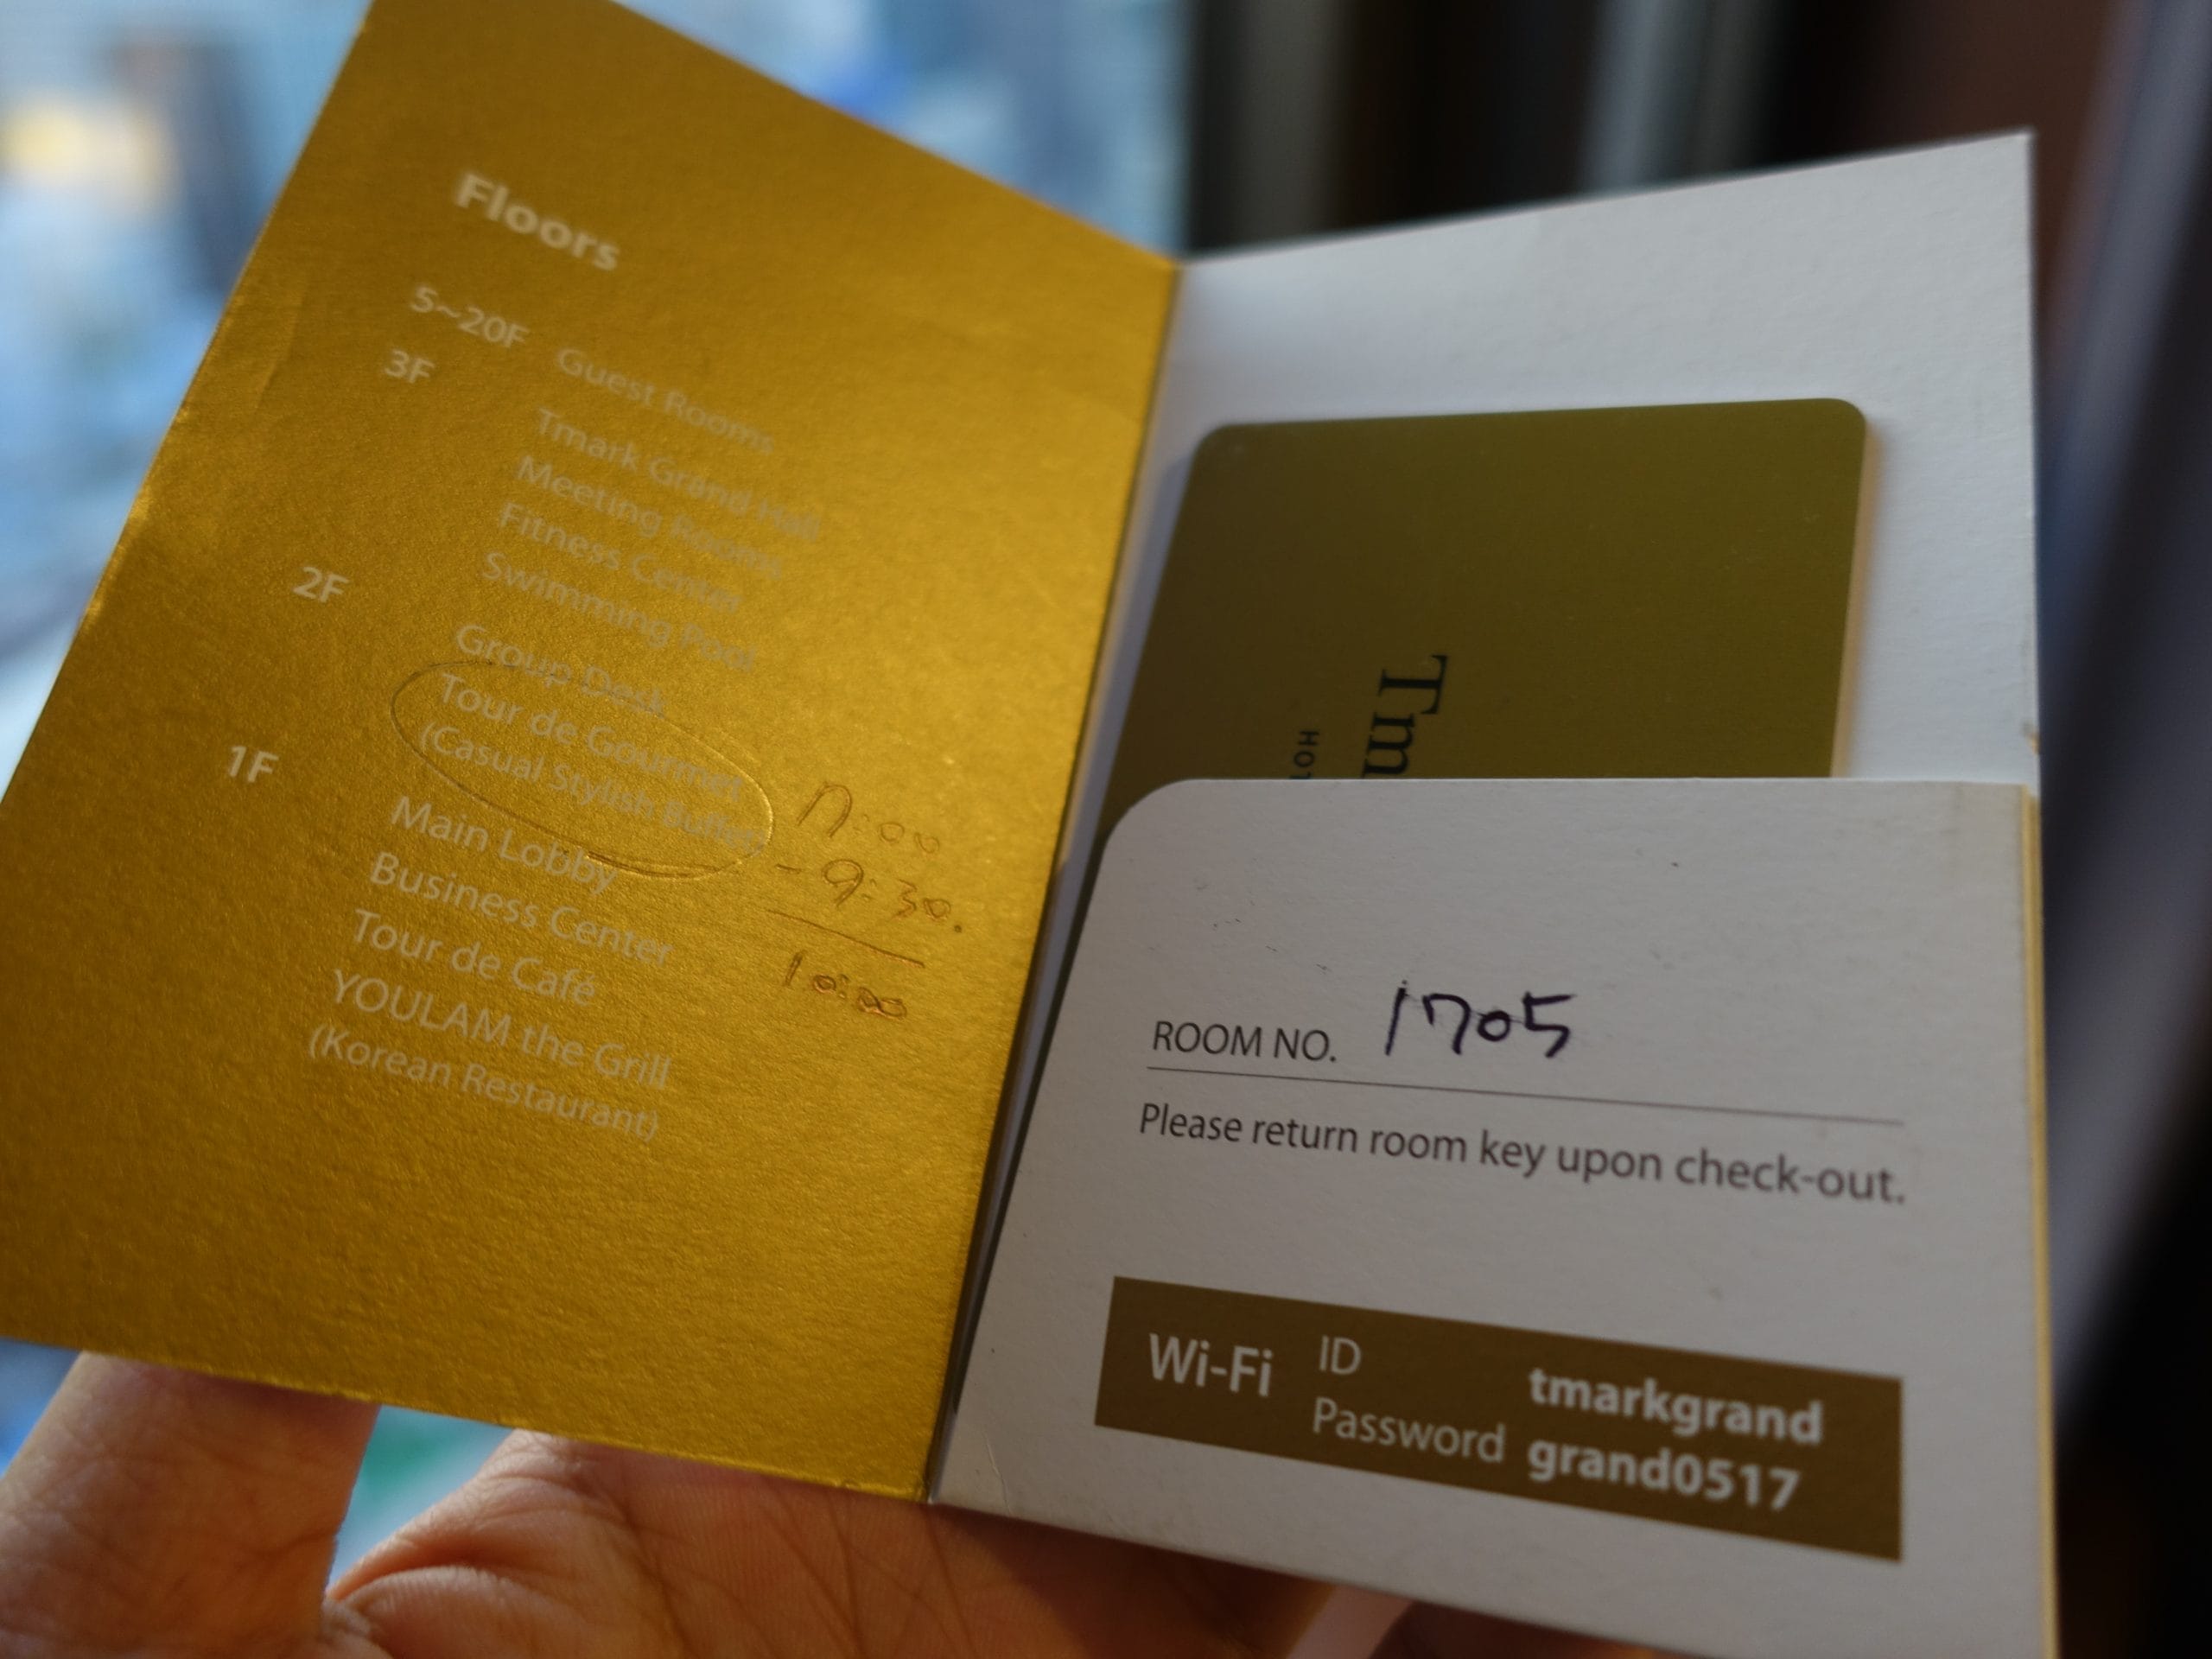 Floors
5~20F Guest Rooms
3F Tmark Grand Hall
Meeting Rooms
Fitness Center
Swimming Pool
2F Group Desk
Tour de Gourmet
(Casual Stylish Buffet)
7:00
- 9:30.
10:00
1F Main Lobby
Business Center
Tour de Café
YOULAM the Grill
(Korean Restaurant)
Tm
HOT
ROOM NO. 1705
Please return room key upon check-out.
Wi-Fi ID tmarkgrand
Password grand0517